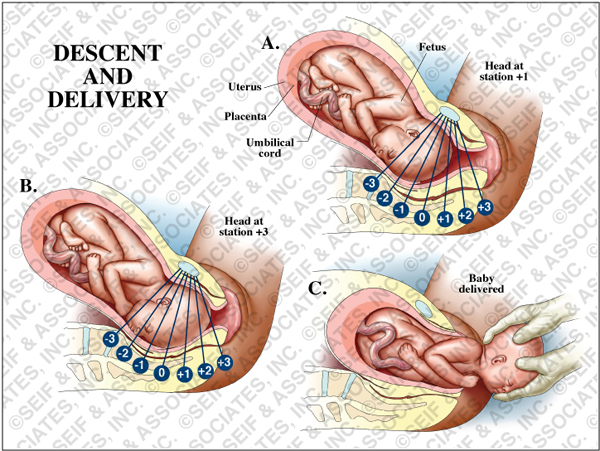 DESCENT
AND
DELIVERY
A.
Fetus
Head at
station +1
Uterus
Placenta
Umbilical
cord
-3
-2
-1
0
+1
+2
+3
B.
Head at
station +3
-3
-2
-1
0
+1
+2
+3
C.
Baby
delivered
©SEIF & ASSOCIATES, INC.